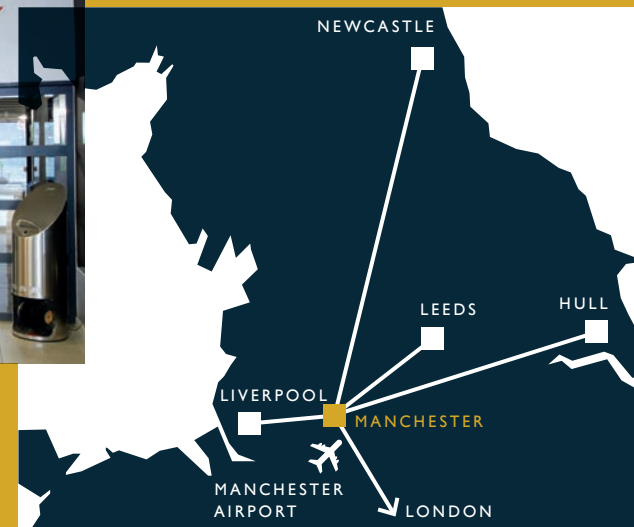 NEWCASTLE
LEEDS
HULL
LIVERPOOL
MANCHESTER
MANCHESTER
AIRPORT
LONDON